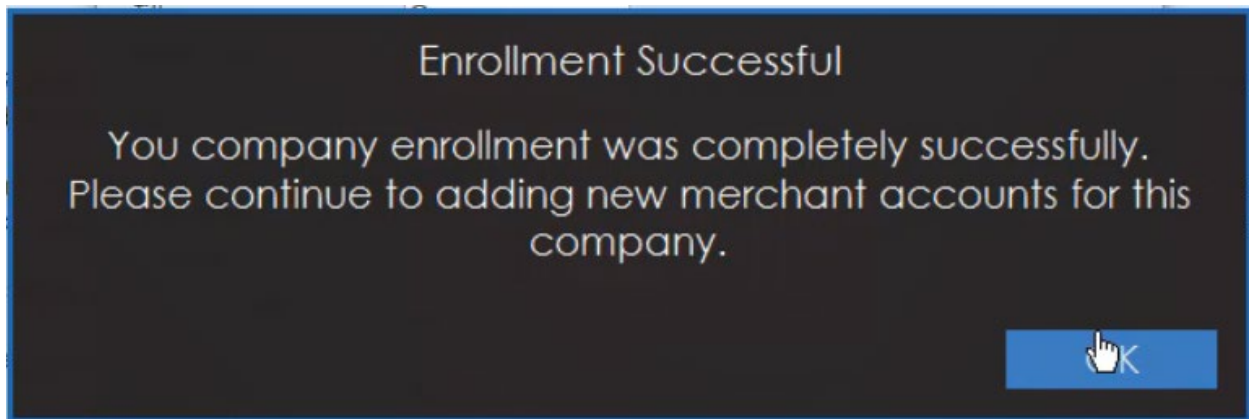 Enrollment Successful
You company enrollment was completely successfully.
Please continue to adding new merchant accounts for this
company.